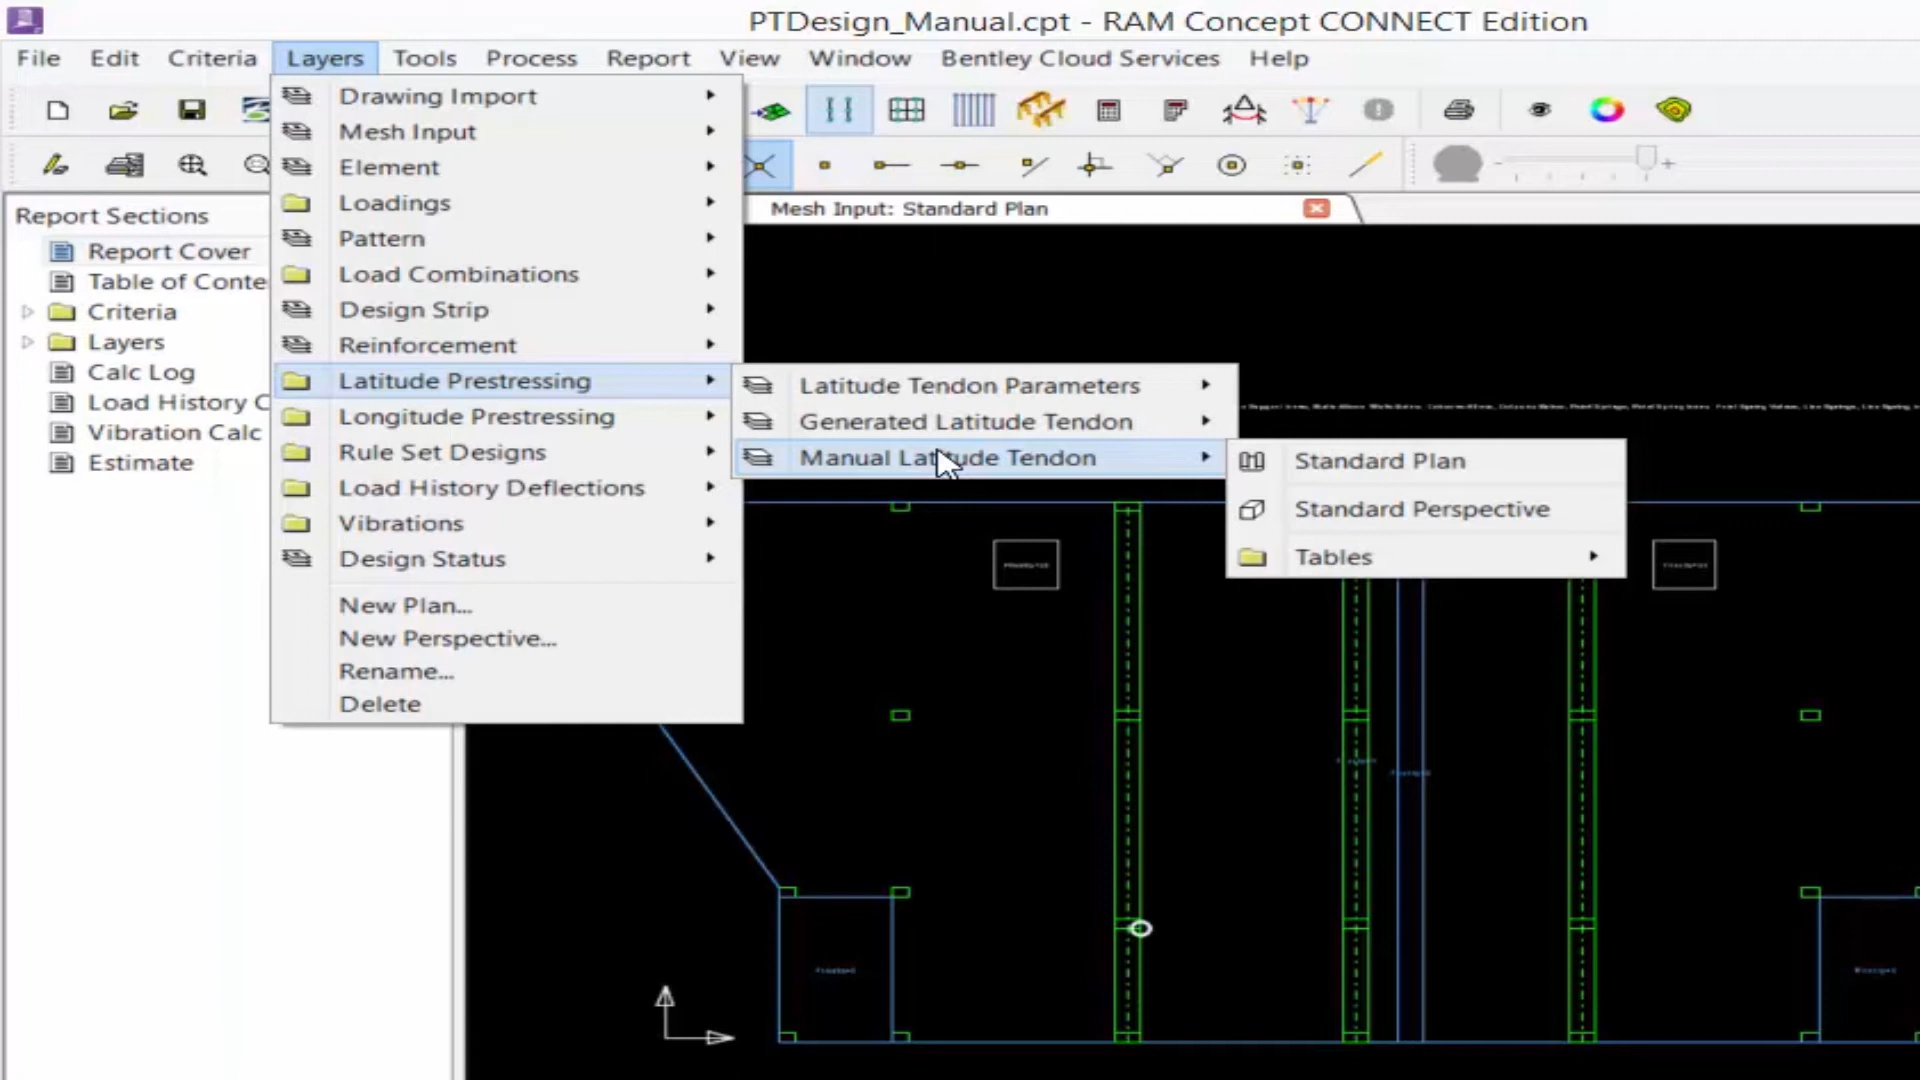 PTDesign_Manual.cpt - RAM Concept CONNECT Edition
File Edit Criteria Layers Tools Process Report View Window Bentley Cloud Services Help
Mesh Input: Standard Plan
Report Sections
Report Cover
Table of Conte
Criteria
Layers
Calc Log
Load History C
Vibration Calc
Estimate
Drawing Import
Mesh Input
Element
Loadings
Pattern
Load Combinations
Design Strip
Reinforcement
Latitude Prestressing
Longitude Prestressing
Rule Set Designs
Load History Deflections
Vibrations
Design Status
New Plan...
New Perspective...
Rename...
Delete
Latitude Tendon Parameters
Generated Latitude Tendon
Manual Latitude Tendon
Standard Plan
Standard Perspective
Tables